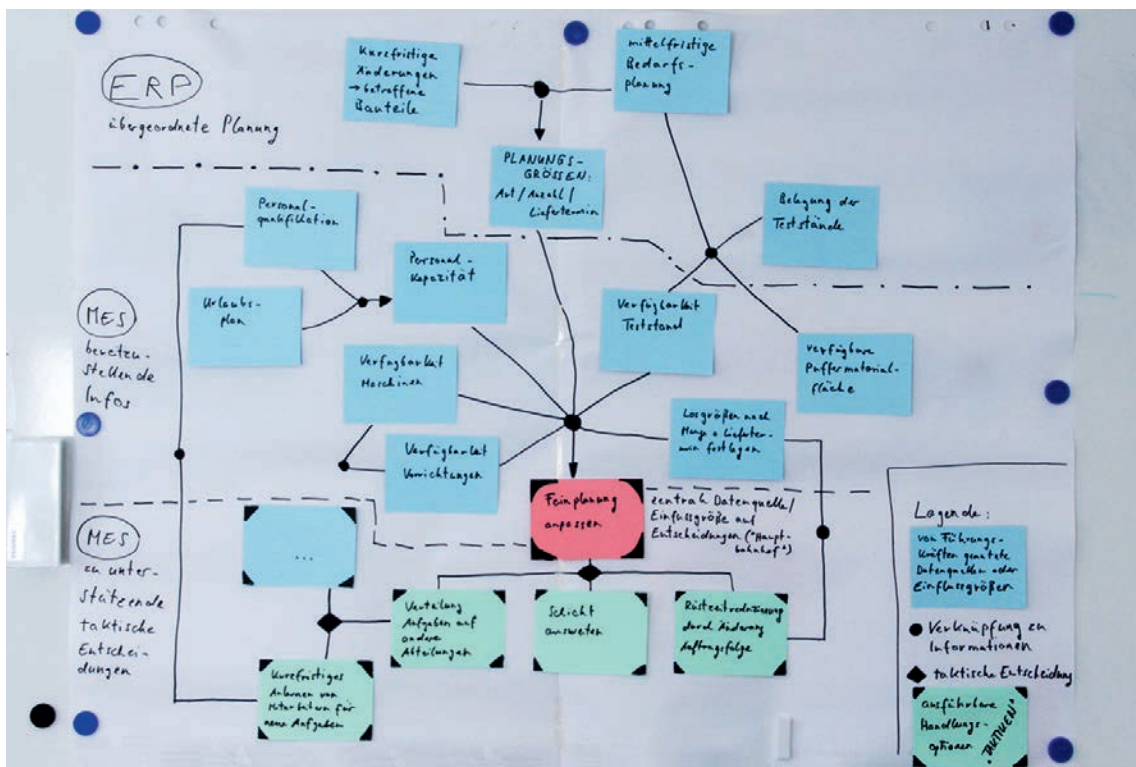 ERP
übergeordnete Planung
Kurzfristige
Änderungen
→ betroffene
Bauteile
mittelfristige
Bedarfs-
planung
PLANUNGS-
GRÖSSEN:
Art/Anzahl/
Liefertermin
Personal-
qualifikation
Personal-
Kapazität
Urlaubs-
plan
Belegung der
Teststände
Verfügbarkeit
Teststand
verfügbare
Puffermaterial-
fläche
MES
bereitzu-
stellende
Infos
Verfügbarkeit
Maschinen
Verfügbarkeit
Vorrichtungen
Losgrößen nach
Menge + Lieferter-
min festlegen
Feinplanung
anpassen
zentrale Datenquelle/
Einflussgröße auf
Entscheidungen ("Haupt-
bahnhof")
MES
zu unter-
stützende
taktische
Entschei-
dungen
...
Verteilung
Aufgaben auf
andere
Abteilungen
Schicht
ausweiten
Rüstzeitreduzierung
durch Änderung
Auftragsfolge
Kurzfristiges
Anlernen von
Mitarbeitern für
neue Aufgaben
Legende:
von Führungs-
Kräften genutzte
Datenquellen oder
Einflussgrößen
Verknüpfung zu
Informationen
taktische Entscheidung
ausführbare
Handlungs-
optionen
"TAKTIKEN"